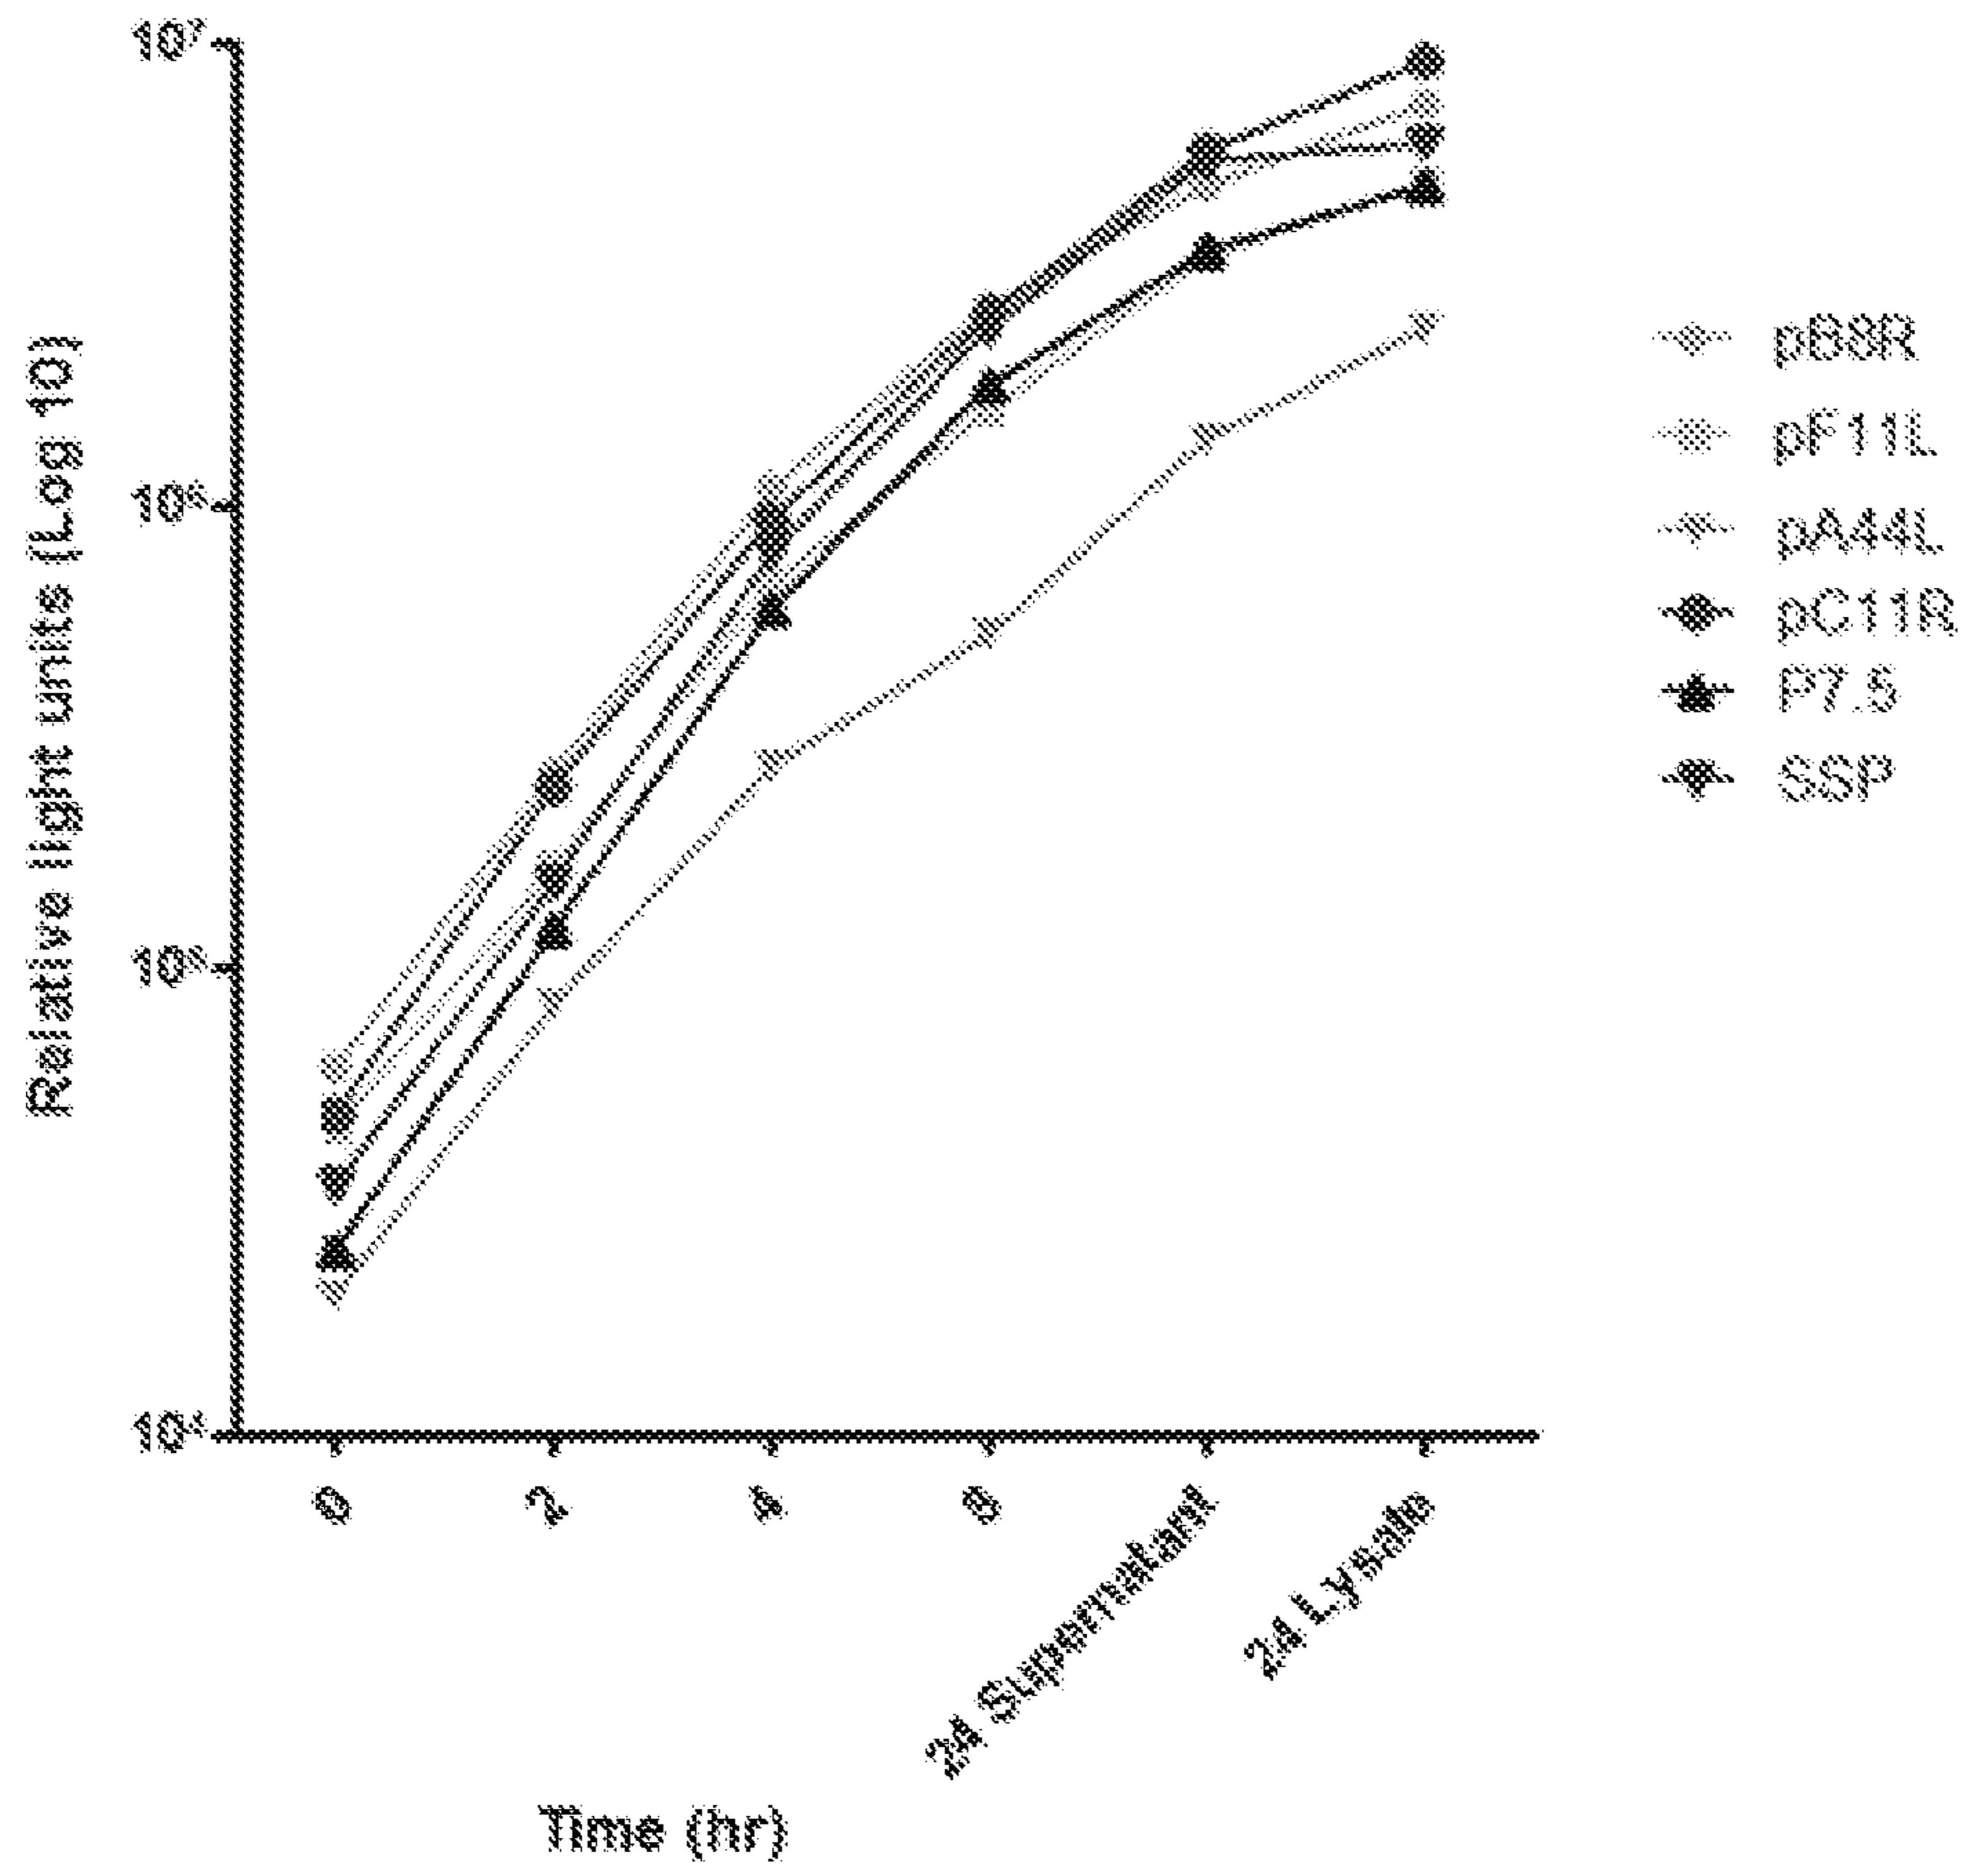 Relative light units (Log 10)
10⁷
10⁶
10⁵
10⁴
0
2
4
8
24 Supernatant
24 Lysate
Time (hr)
pB8R
pF11L
pA44L
pC11R
P7.5
SSP